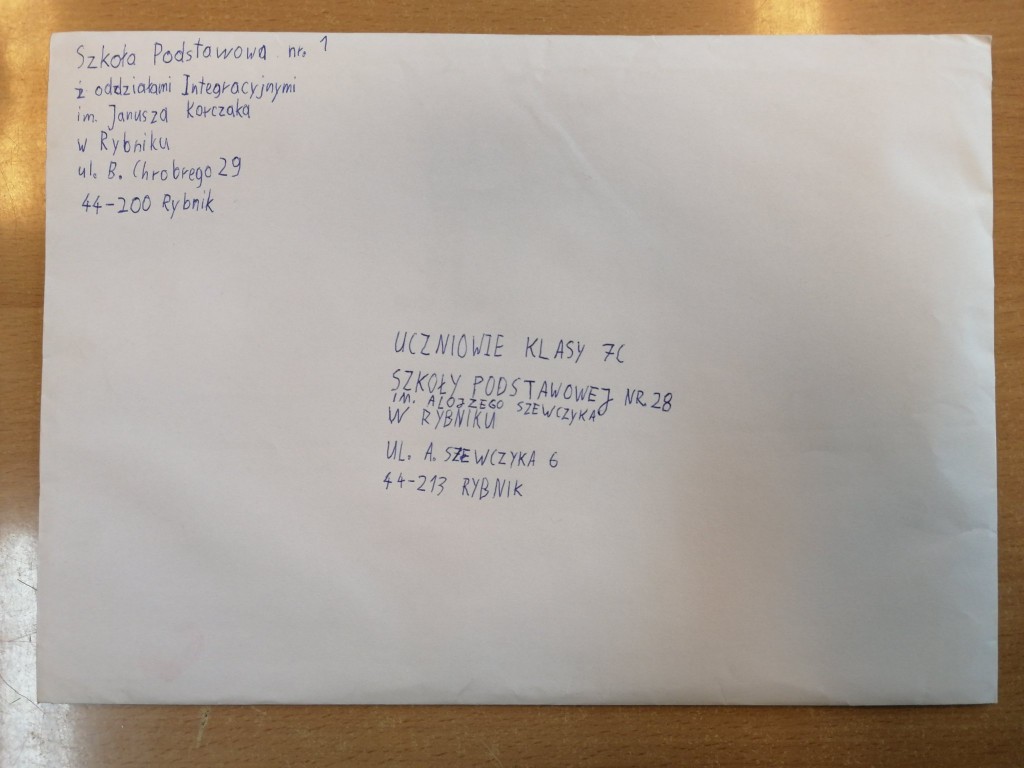 Szkoła Podstawowa nr. 1
z oddziałami Integracyjnymi
im. Janusza Korczaka
w Rybniku
ul. B. Chrobrego 29
44-200 Rybnik
UCZNIOWIE KLASY 7C
SZKOŁY PODSTAWOWEJ NR 28
IM. ALOJZEGO SZEWCZYKA
W RYBNIKU
UL. A. SZEWCZYKA 6
44-213 RYBNIK